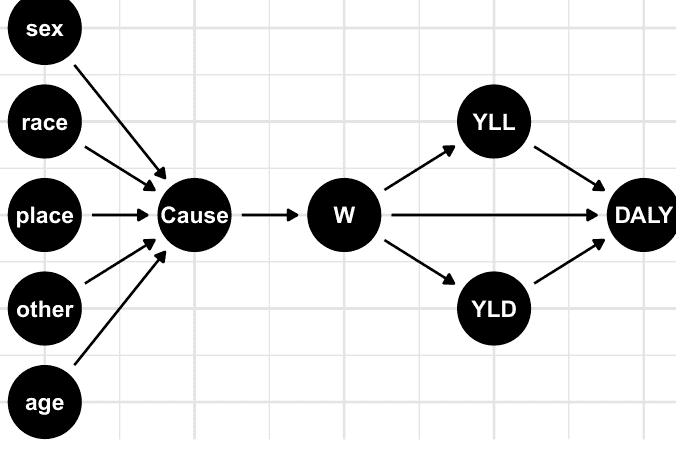 sex
race
place
other
age
Cause
W
YLL
YLD
DALY